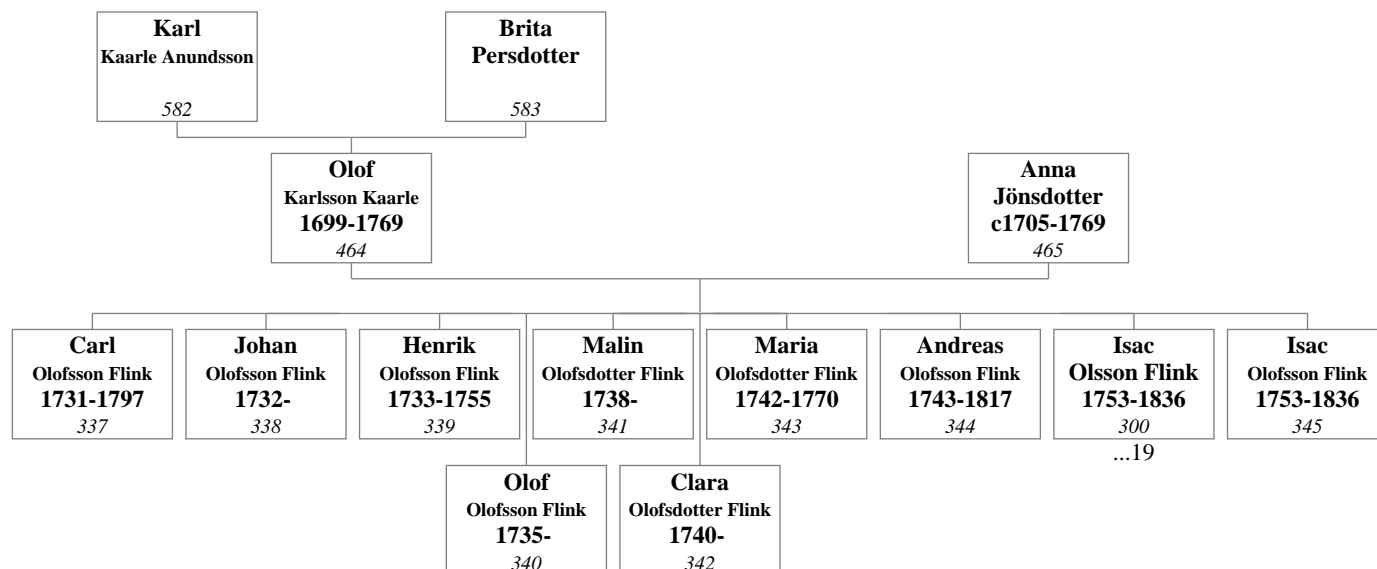 Karl
Kaarle Anundsson
582
Brita
Persdotter
583
Olof
Karlsson Kaarle
1699-1769
464
Anna
Jönsdotter
c1705-1769
465
Carl
Olofsson Flink
1731-1797
337
Johan
Olofsson Flink
1732-
338
Henrik
Olofsson Flink
1733-1755
339
Malin
Olofsdotter Flink
1738-
341
Maria
Olofsdotter Flink
1742-1770
343
Andreas
Olofsson Flink
1743-1817
344
Isac
Olsson Flink
1753-1836
300
...19
Isac
Olofsson Flink
1753-1836
345
Olof
Olofsson Flink
1735-
340
Clara
Olofsdotter Flink
1740-
342